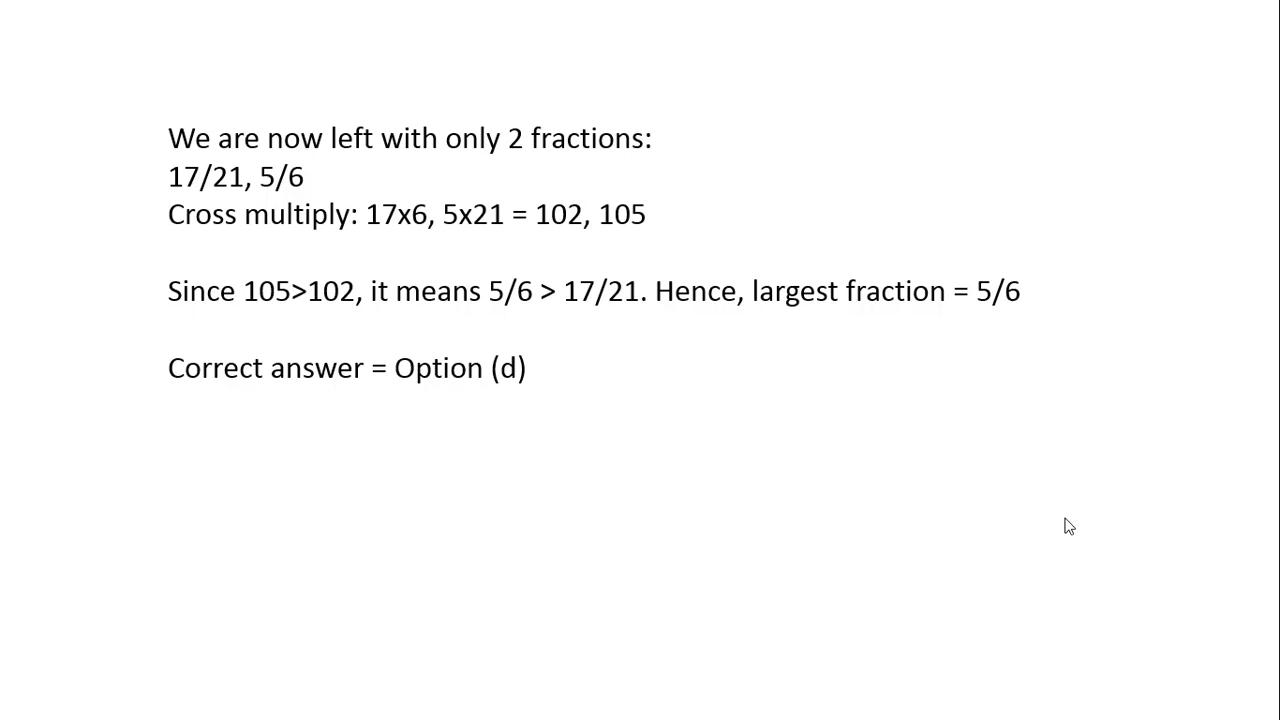 We are now left with only 2 fractions:
17/21, 5/6
Cross multiply: 17x6, 5x21 = 102, 105
Since 105>102, it means 5/6 > 17/21. Hence, largest fraction = 5/6
Correct answer = Option (d)